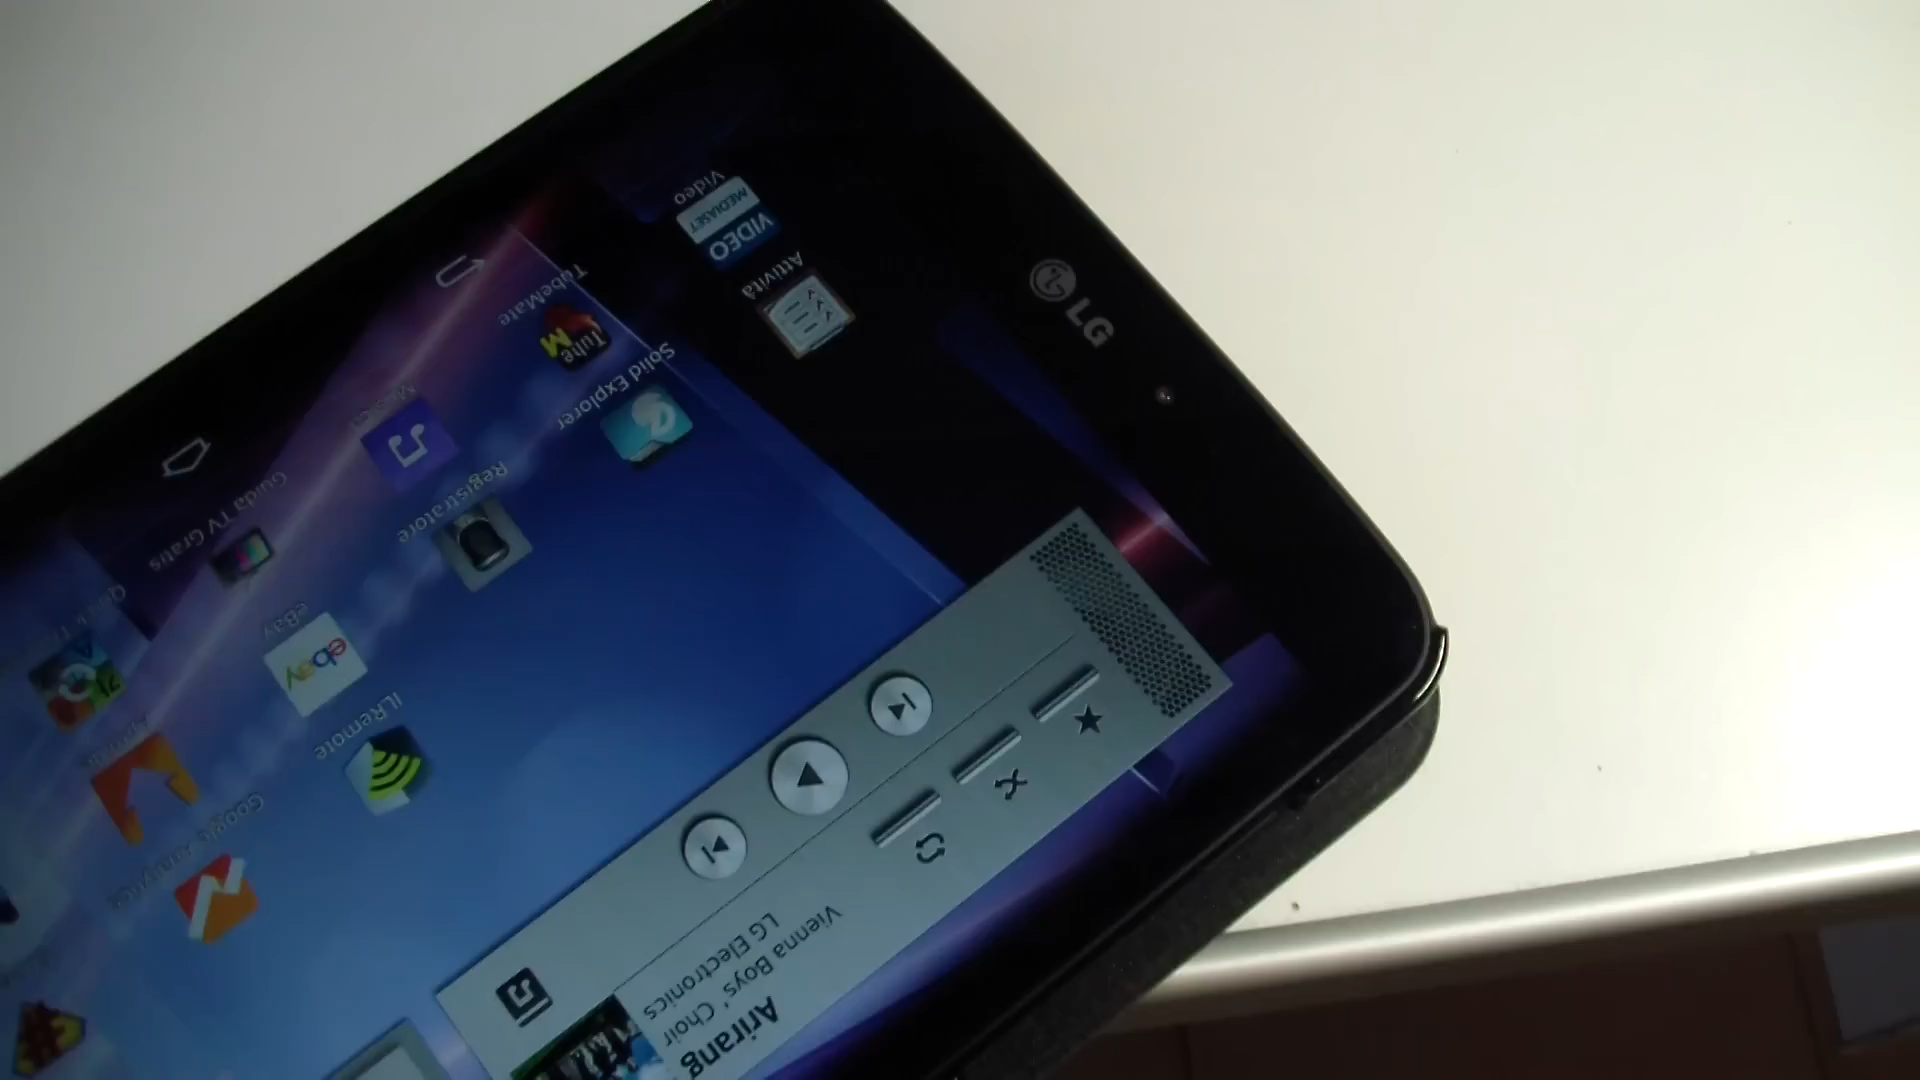 Arirang
Vienna Boys' Choir
LG Electronics
Google Analytics
ILRemote
eBay
ebay
Registratore
Solid Explorer
Guida TV Gratis
Musica
TubeMate
Tube
M
Attività
Video
VIDEO
MEDIASET
LG